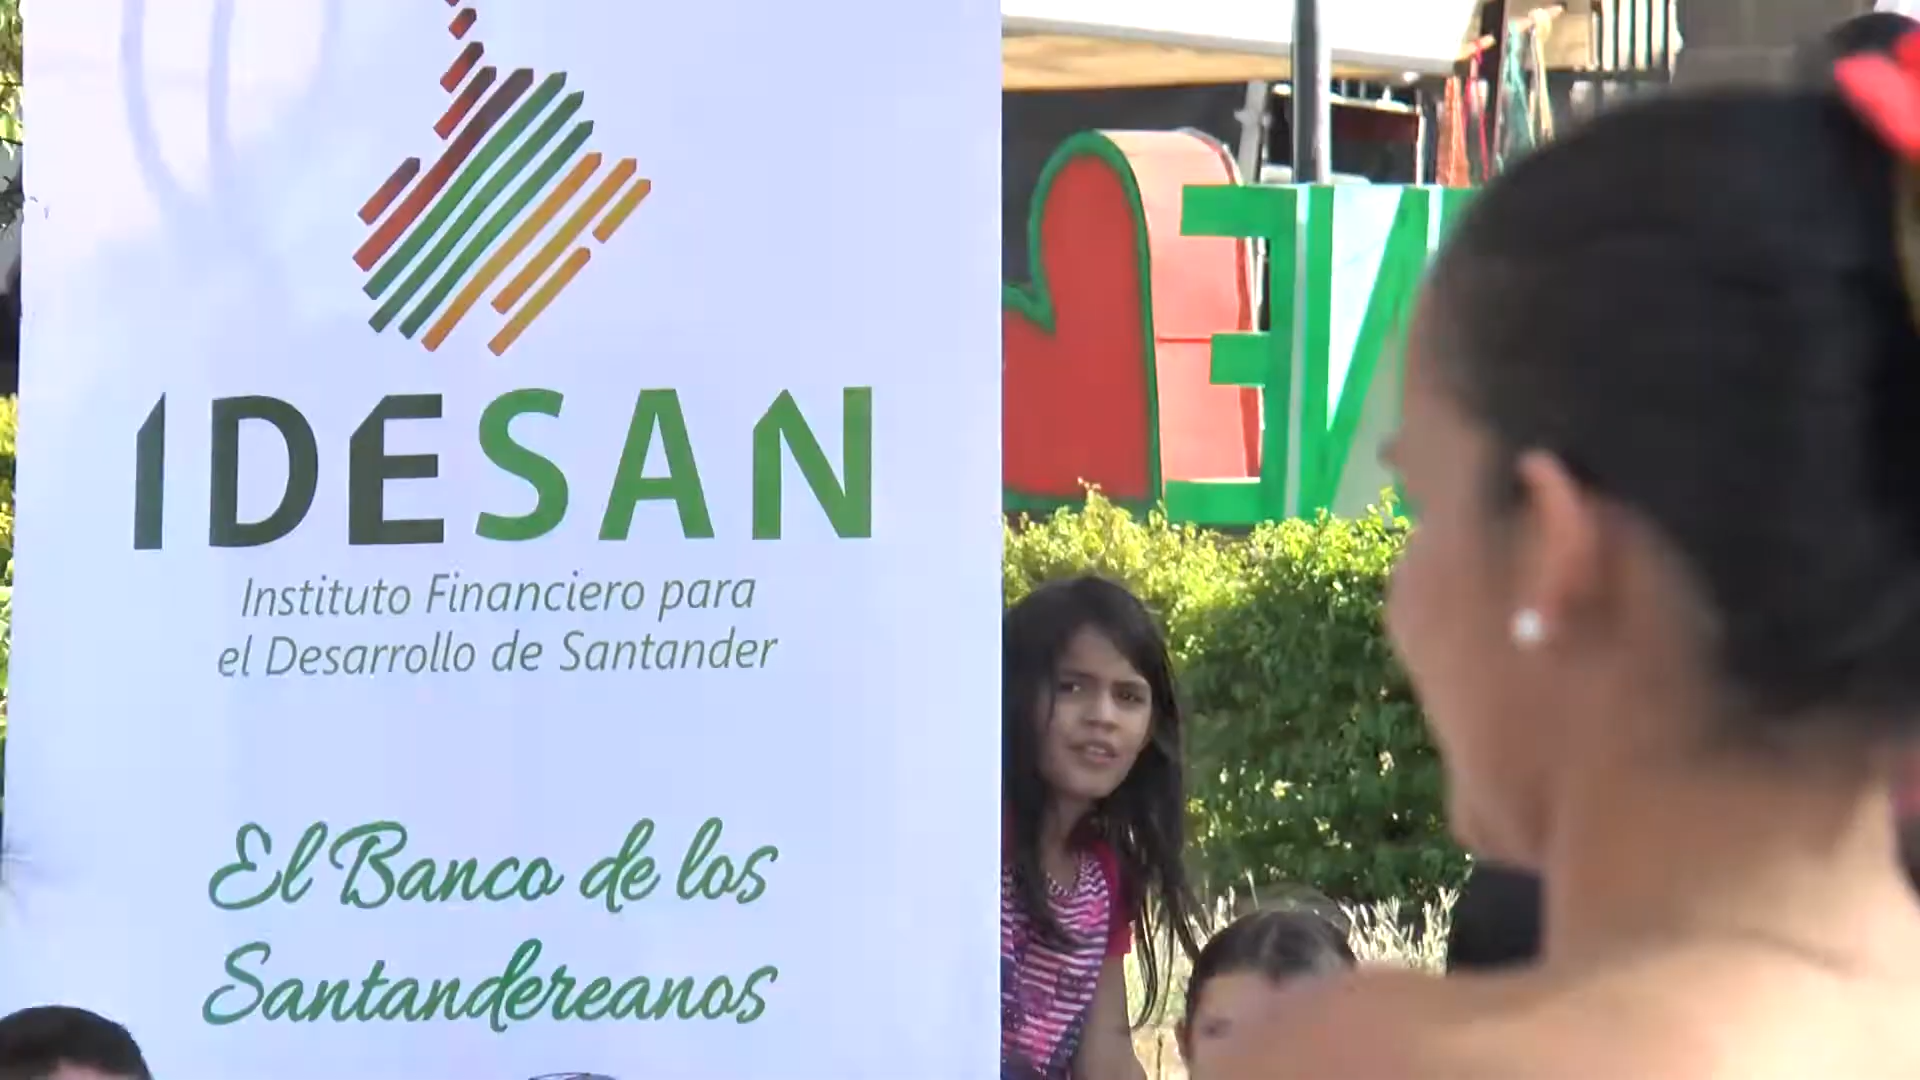 IDESAN
Instituto Financiero para
el Desarrollo de Santander
El Banco de los
Santandereanos